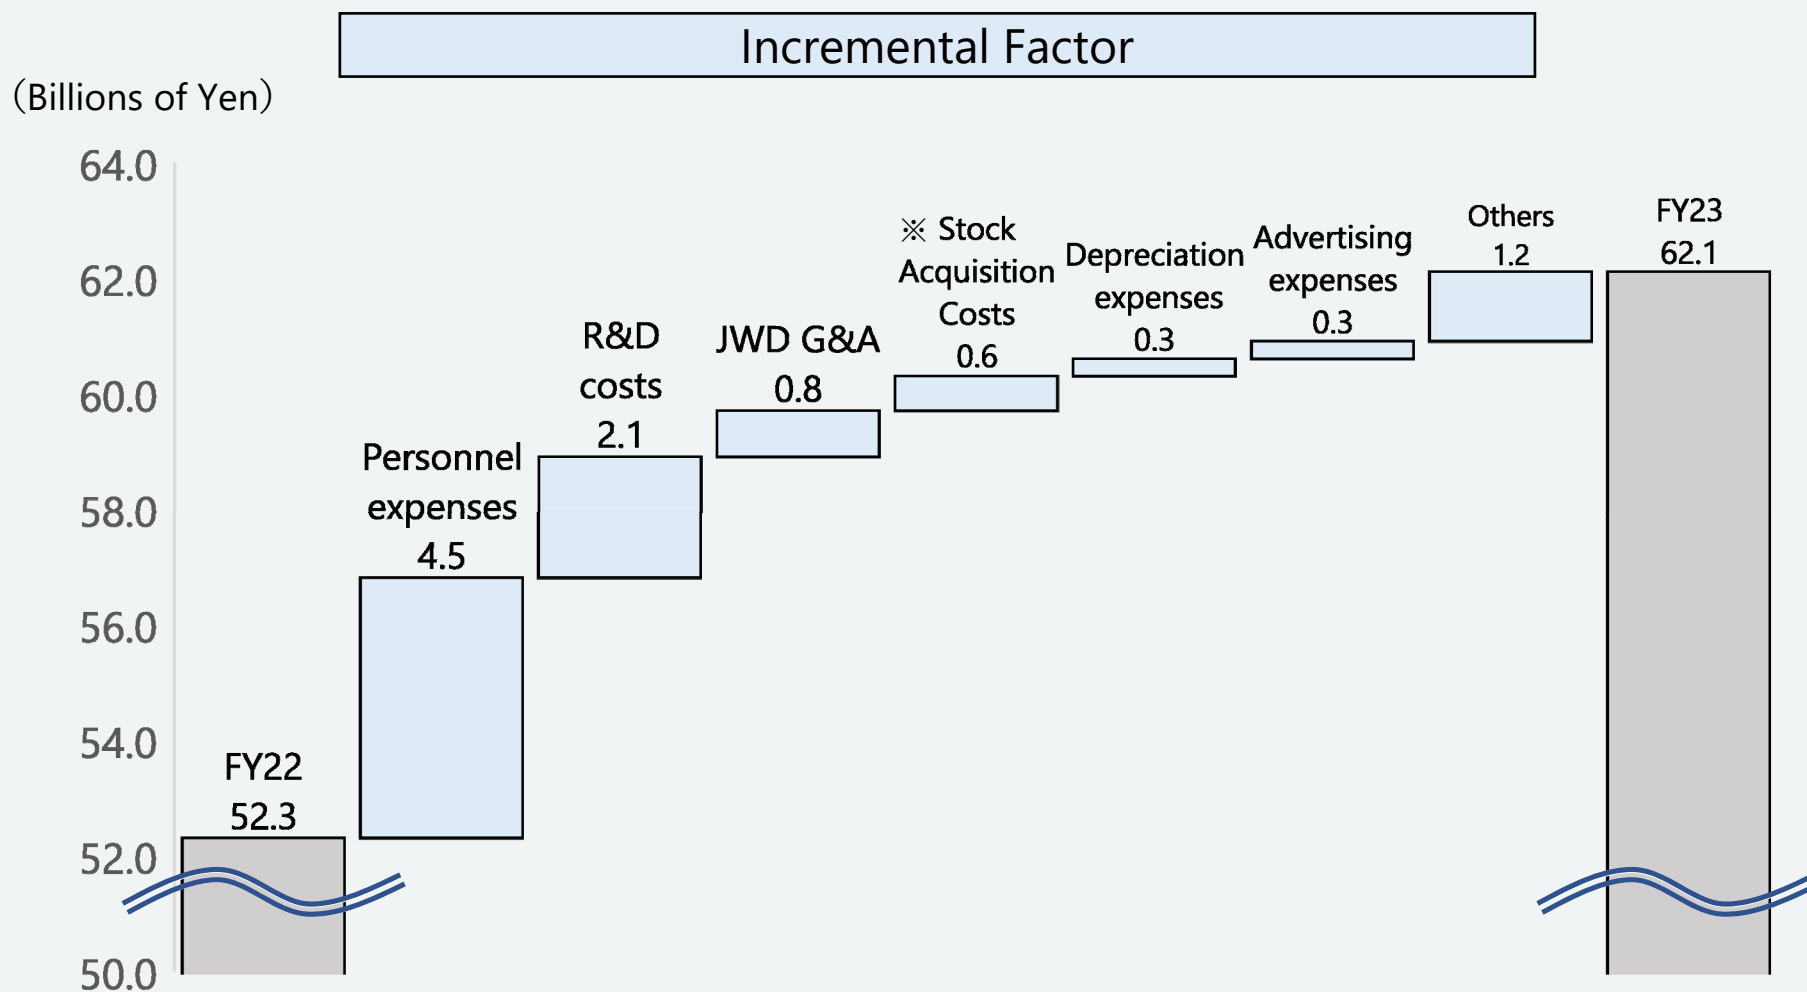 Incremental Factor
（Billions of Yen）
64.0
62.0
60.0
58.0
56.0
54.0
52.0
50.0
FY22
52.3
Personnel
expenses
4.5
R&D
costs
2.1
JWD G&A
0.8
※ Stock
Acquisition
Costs
0.6
Depreciation
expenses
0.3
Advertising
expenses
0.3
Others
1.2
FY23
62.1